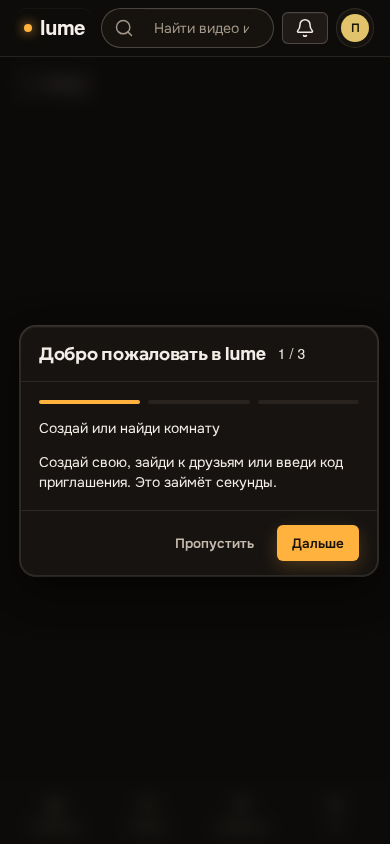 lume
Найти видео и
П
Добро пожаловать в lume 1 / 3
Создай или найди комнату
Создай свою, зайди к друзьям или введи код
приглашения. Это займёт секунды.
Пропустить Дальше